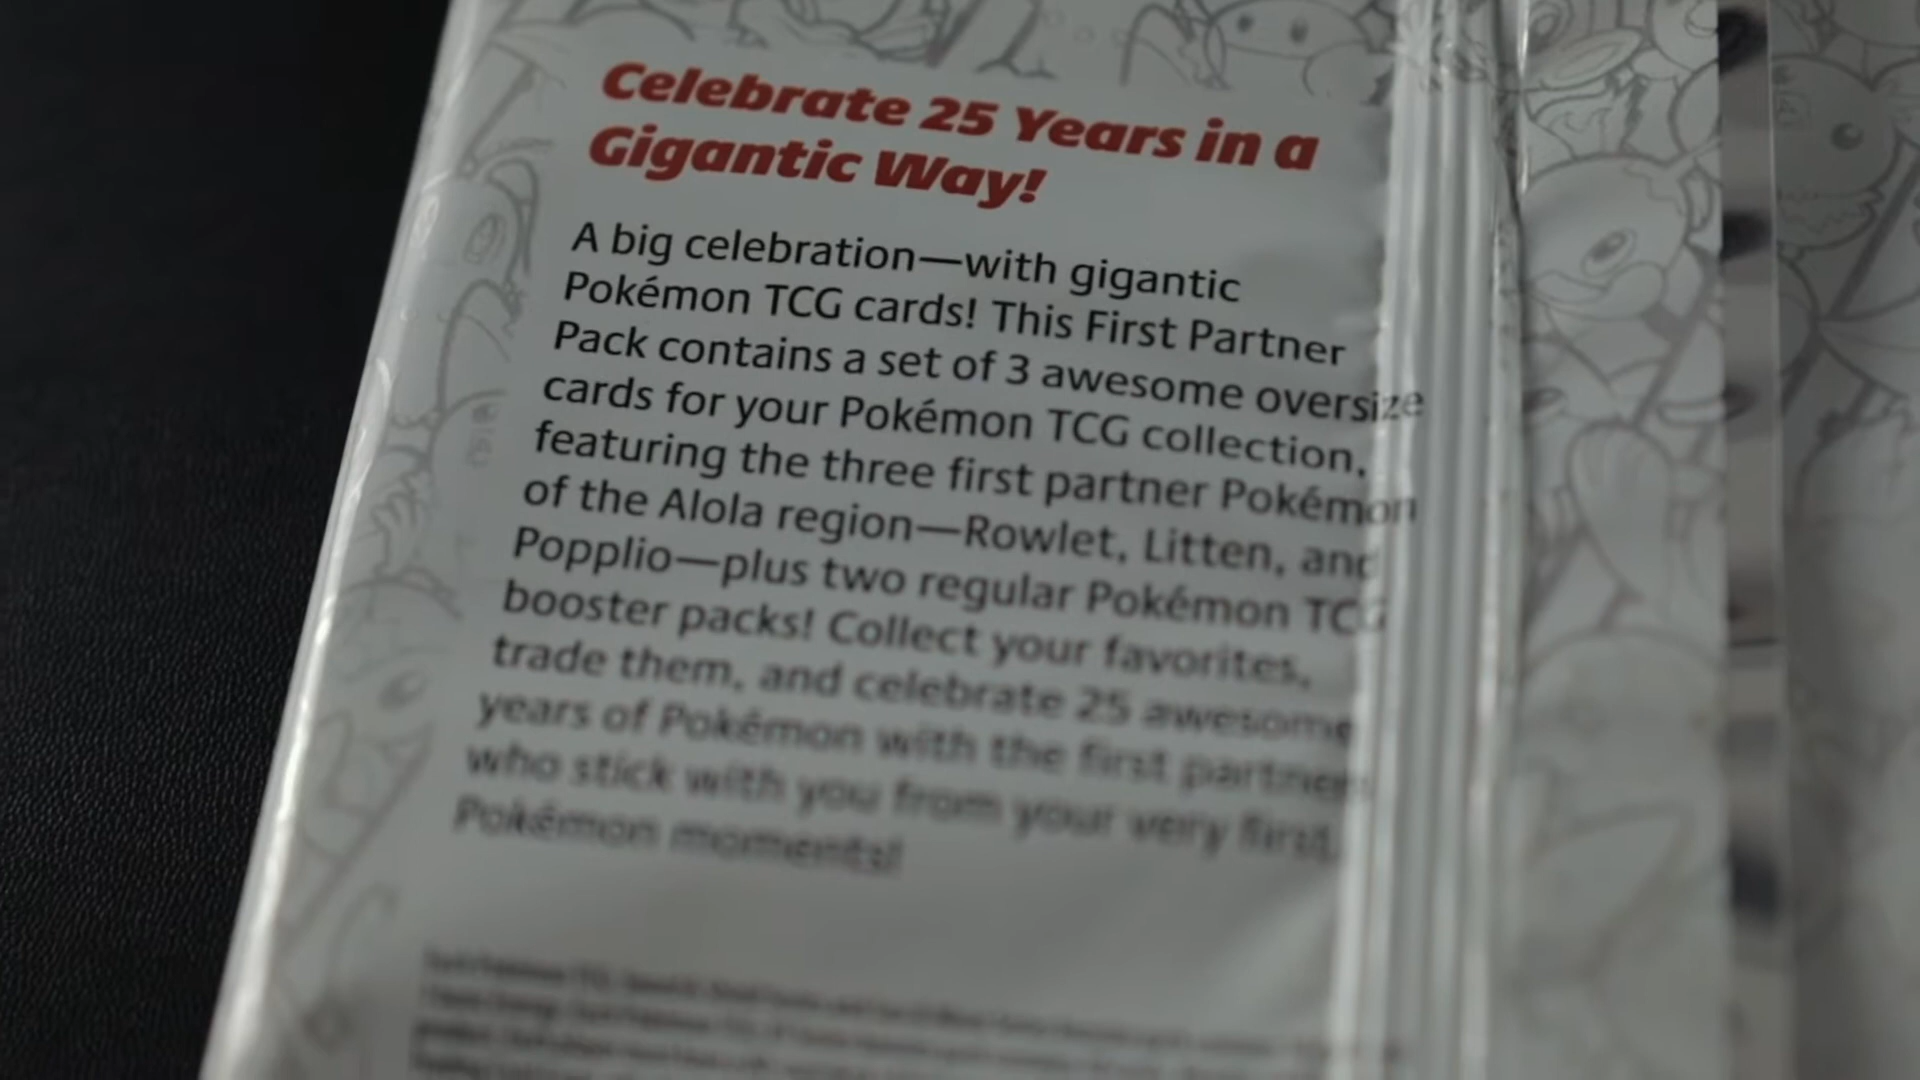 Celebrate 25 Years in a
Gigantic Way!
A big celebration—with gigantic
Pokémon TCG cards! This First Partner
Pack contains a set of 3 awesome oversize
cards for your Pokémon TCG collection,
featuring the three first partner Pokémon
of the Alola region—Rowlet, Litten, and
Popplio—plus two regular Pokémon TCG
booster packs! Collect your favorites,
trade them, and celebrate 25 awesome
years of Pokémon with the first partners
who stick with you from your very first
Pokémon moments!